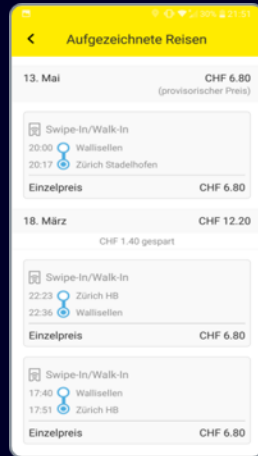 30% 21:51
Aufgezeichnete Reisen
13. Mai CHF 6.80
(provisorischer Preis)
Swipe-In/Walk-In
20:00 Wallisellen
20:17 Zürich Stadelhofen
Einzelpreis CHF 6.80
18. März CHF 12.20
CHF 1.40 gespart
Swipe-In/Walk-In
22:23 Zürich HB
22:36 Wallisellen
Einzelpreis CHF 6.80
Swipe-In/Walk-In
17:40 Wallisellen
17:51 Zürich HB
Einzelpreis CHF 6.80